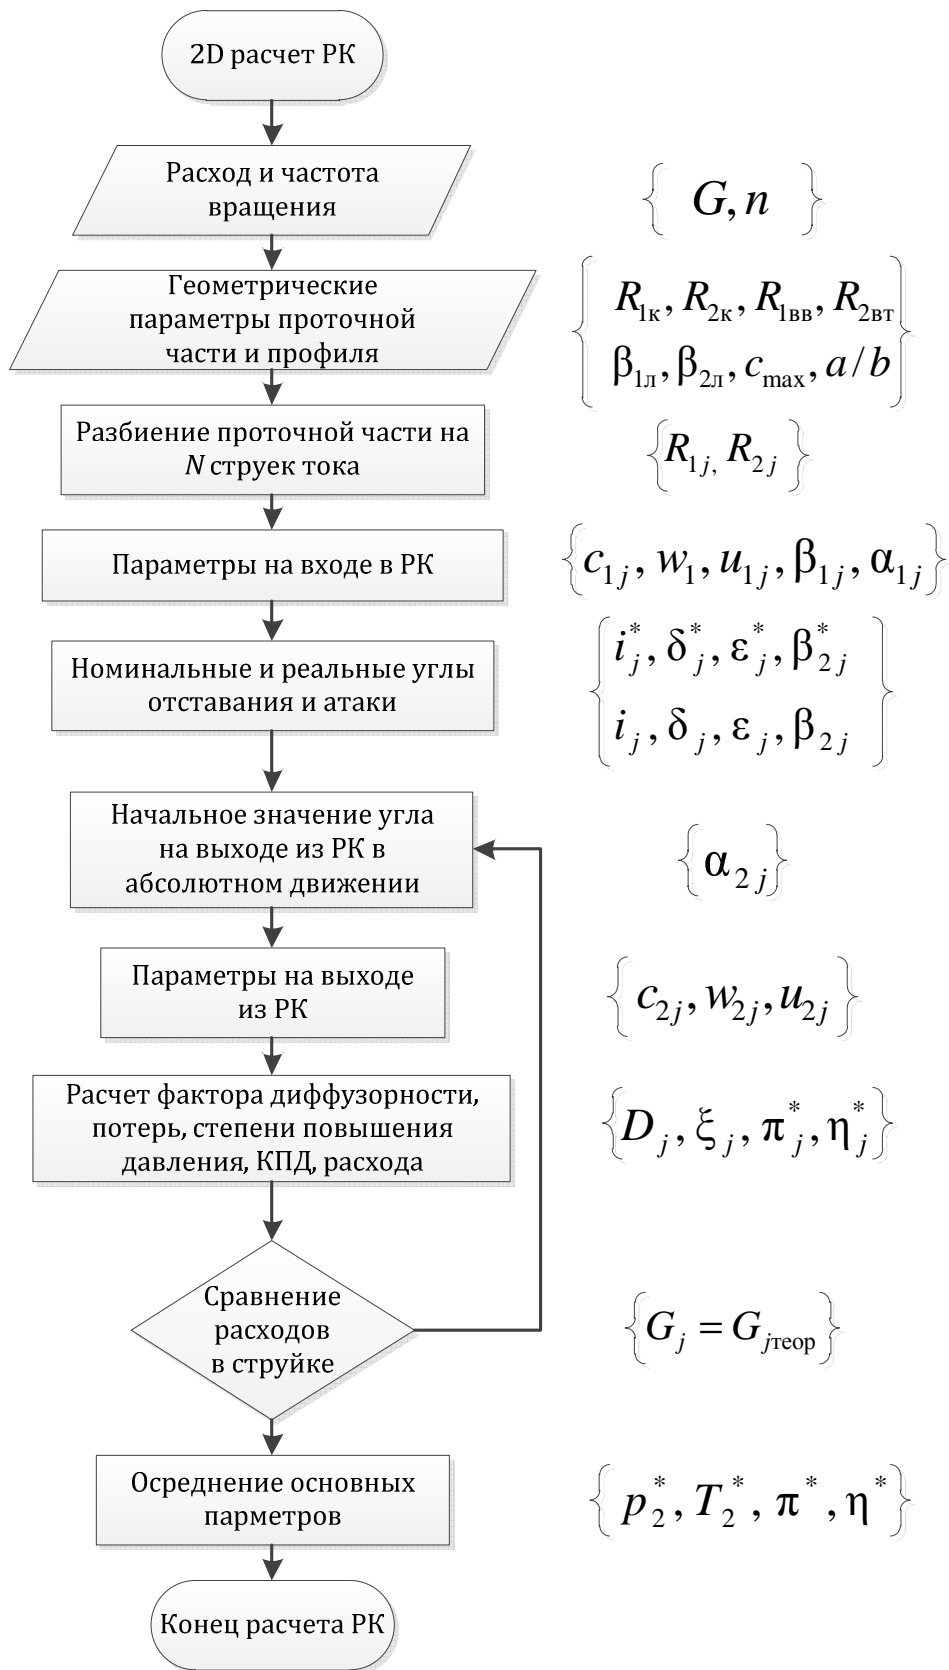 2D расчет РК
Расход и частота
вращения
{ G, n }
Геометрические
параметры проточной
части и профиля
{ R₁к, R₂к, R₁вв, R₂вт
β₁л, β₂л, c_max, a/b }
Разбиение проточной части на
N струек тока
{R₁j, R₂j }
Параметры на входе в РК
{c₁j, w₁, u₁j, β₁j, α₁j}
Номинальные и реальные углы
отставания и атаки
{ i*j, δ*j, ε*j, β*₂j
ij, δj, εj, β₂j }
Начальное значение угла
на выходе из РК в
абсолютном движении
{α₂j}
Параметры на выходе
из РК
{ c₂j, w₂j, u₂j }
Расчет фактора диффузорности,
потерь, степени повышения
давления, КПД, расхода
{Dj, ξj, π*j, η*j}
Сравнение
расходов
в струйке
{Gj = Gjтеор}
Осреднение основных
парметров
{ p₂*, T₂*, π*, η*}
Конец расчета РК